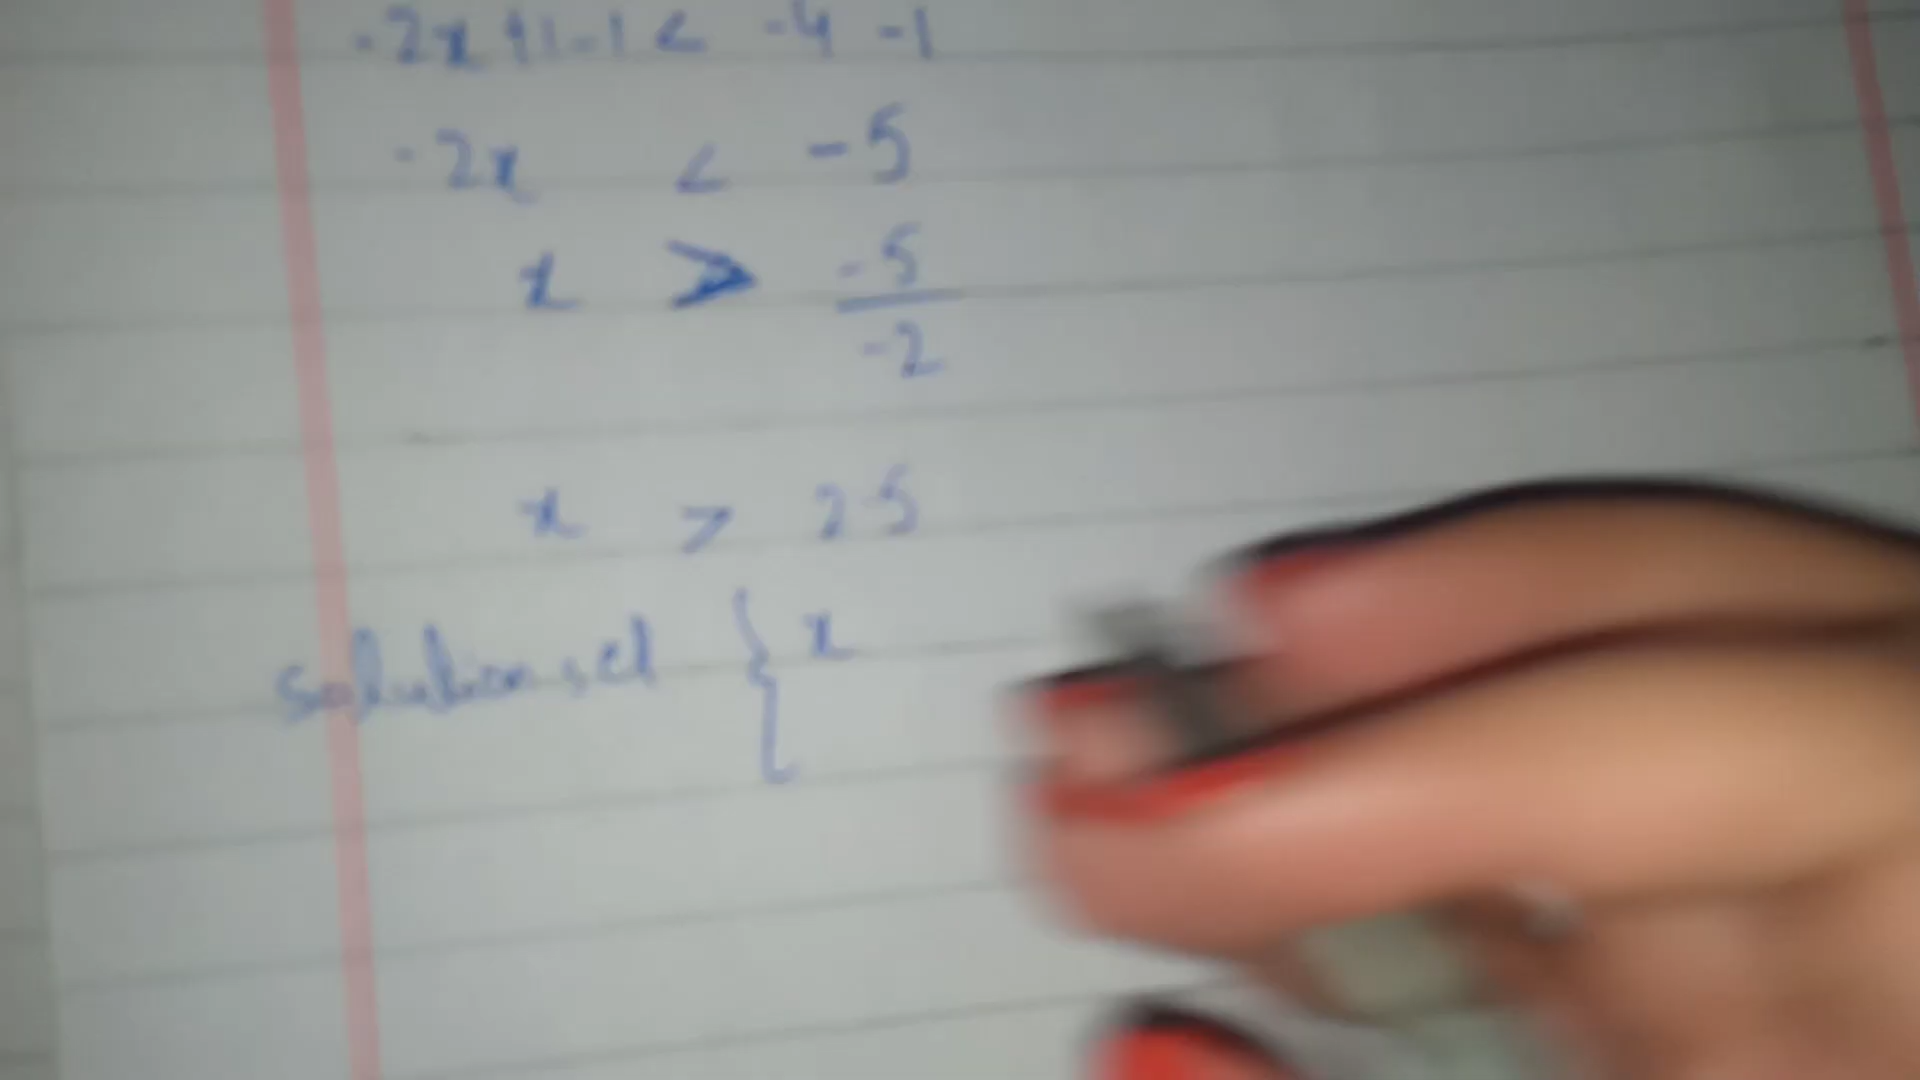 -2x+1-1 < -4 -1
-2x < -5
x > -5
-2
x > 2.5
solution set { x